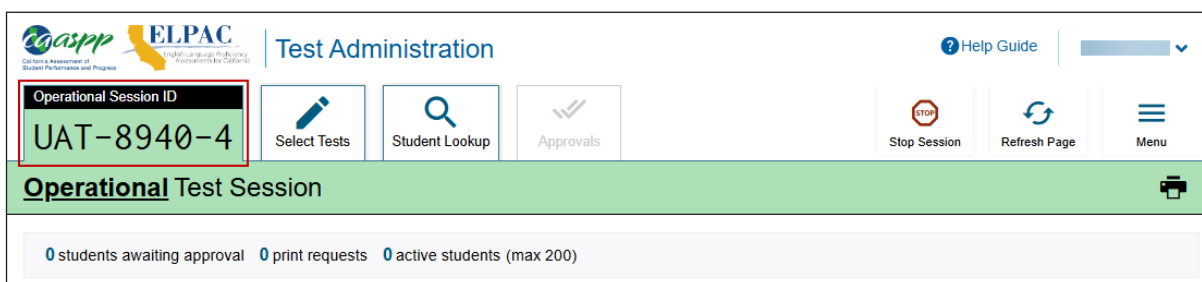 caaspp
California Assessment of
Student Performance and Progress
ELPAC
English Language Proficiency
Assessments for California
Test Administration
Help Guide
Operational Session ID
UAT-8940-4
Select Tests
Student Lookup
Approvals
STOP
Stop Session
Refresh Page
Menu
Operational Test Session
0 students awaiting approval 0 print requests 0 active students (max 200)